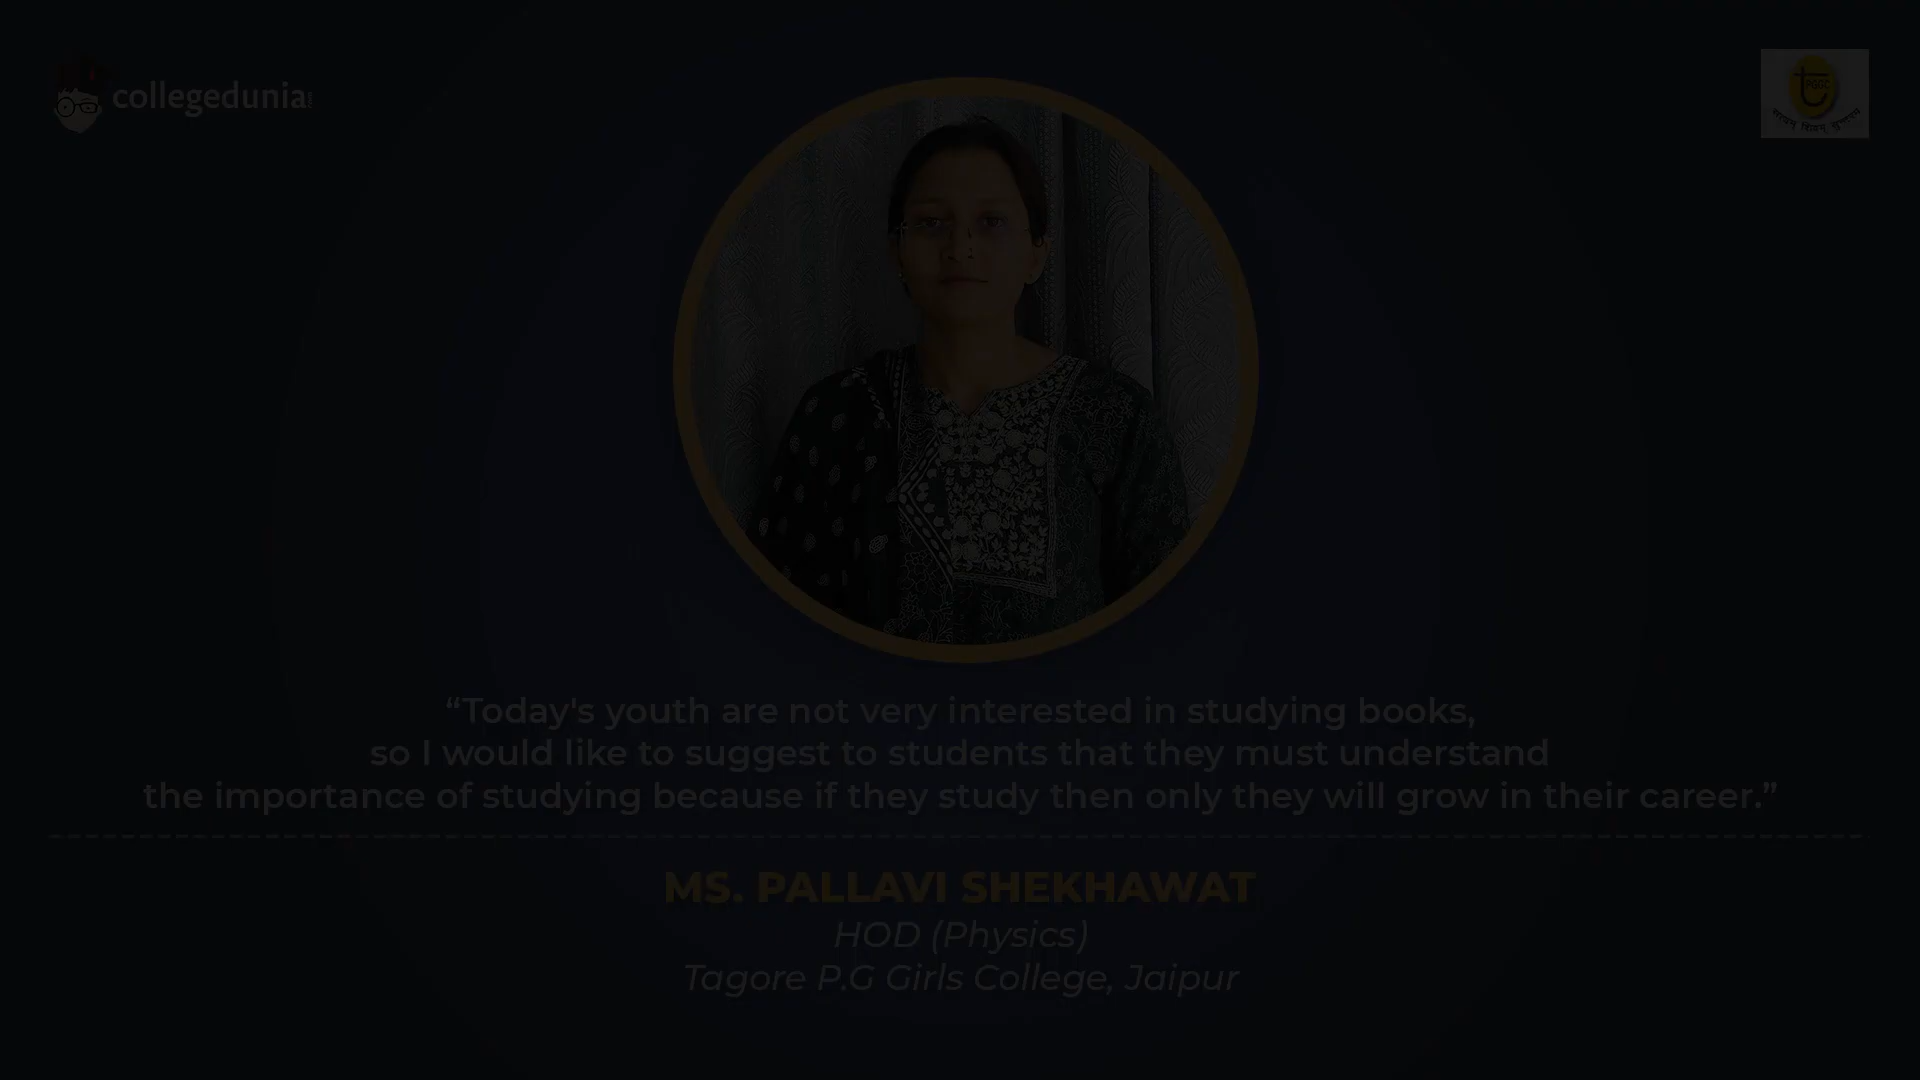 collegedunia
PGGC
“Today's youth are not very interested in studying books,
so I would like to suggest to students that they must understand
the importance of studying because if they study then only they will grow in their career.”
MS. PALLAVI SHEKHAWAT
HOD (Physics)
Tagore P.G Girls College, Jaipur